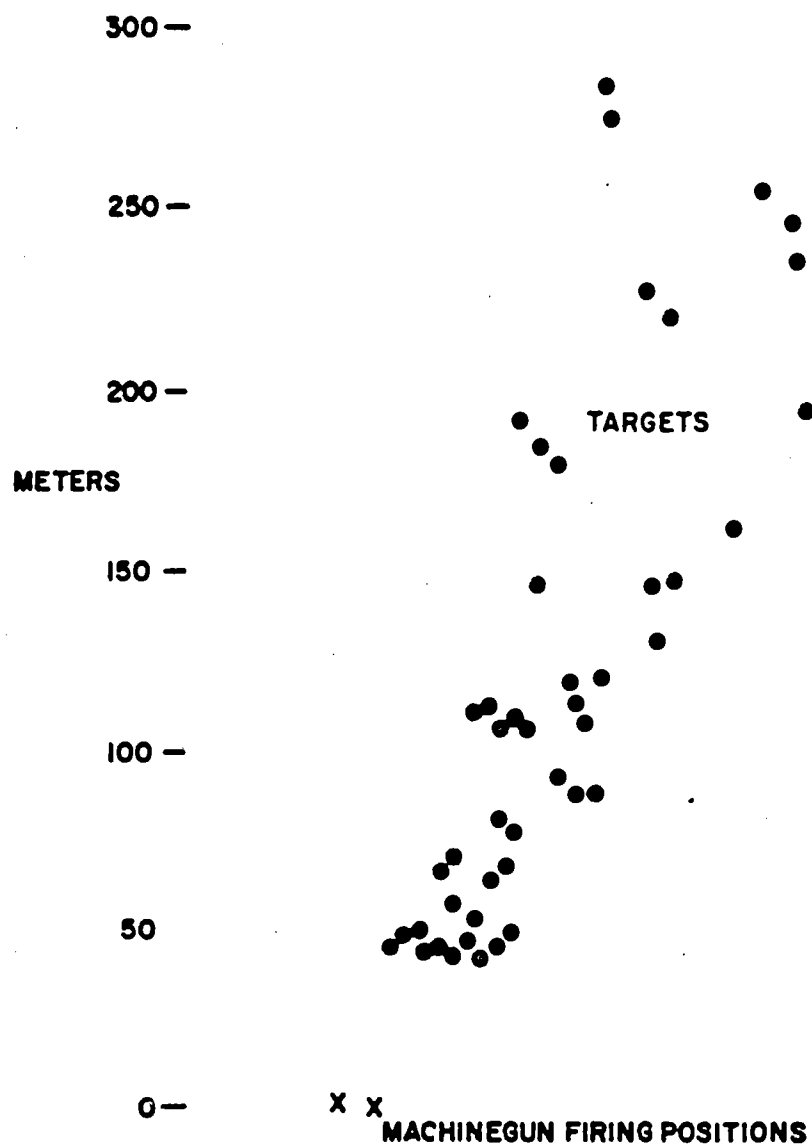 300 —
250 —
200 —
TARGETS
METERS
150 —
100 —
50
0 —
X X
MACHINEGUN FIRING POSITIONS